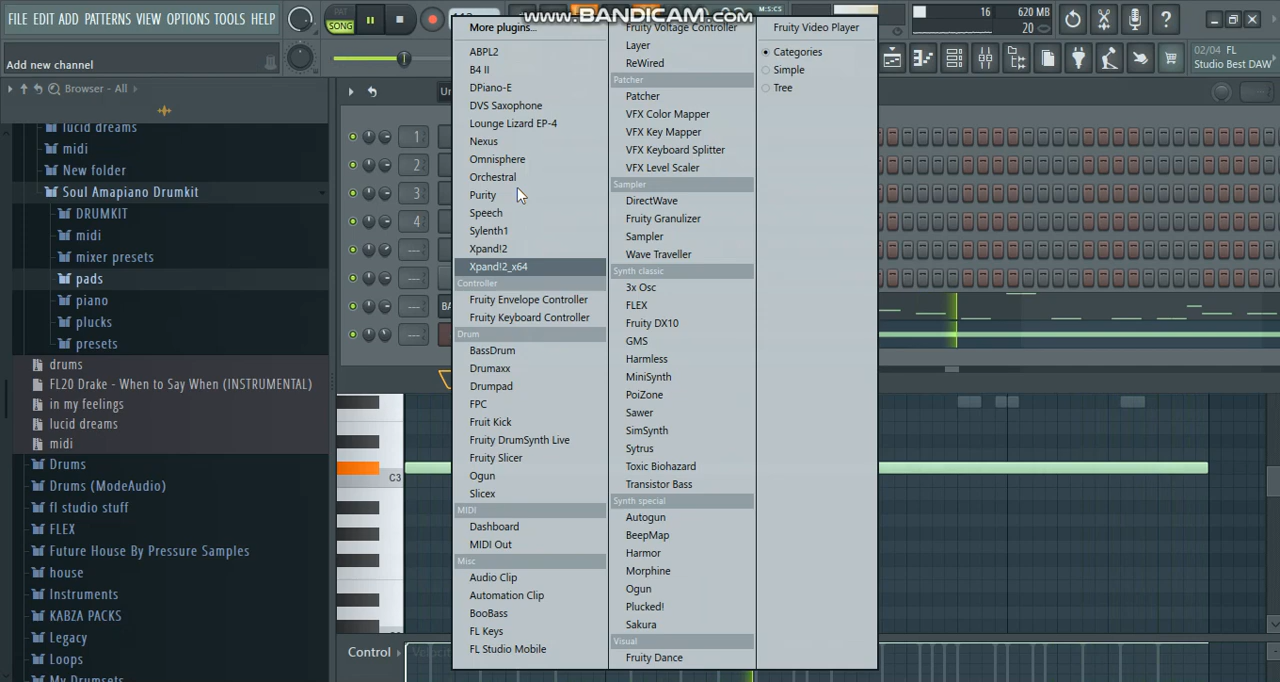 FILE EDIT ADD PATTERNS VIEW OPTIONS TOOLS HELP
Add new channel
Browser - All
lucid dreams
midi
New folder
Soul Amapiano Drumkit
DRUMKIT
midi
mixer presets
pads
piano
plucks
presets
drums
FL20 Drake - When to Say When (INSTRUMENTAL)
in my feelings
lucid dreams
midi
Drums
Drums (ModeAudio)
fl studio stuff
FLEX
Future House By Pressure Samples
house
Instruments
KABZA PACKS
Legacy
Loops
My Drumsets
PAT
SONG
www.BANDICAM.com
M:S:CS
16
620 MB
20
02/04 FL
Studio Best DAW
Un
1
2
3
4
---
---
---
BA
---
C3
Control
Velocity
More plugins...
ABPL2
B4 II
DPiano-E
DVS Saxophone
Lounge Lizard EP-4
Nexus
Omnisphere
Orchestral
Purity
Speech
Sylenth1
Xpand!2
Xpand!2_x64
Controller
Fruity Envelope Controller
Fruity Keyboard Controller
Drum
BassDrum
Drumaxx
Drumpad
FPC
Fruit Kick
Fruity DrumSynth Live
Fruity Slicer
Ogun
Slicex
MIDI
Dashboard
MIDI Out
Misc
Audio Clip
Automation Clip
BooBass
FL Keys
FL Studio Mobile
Fruity Voltage Controller
Layer
ReWired
Patcher
Patcher
VFX Color Mapper
VFX Key Mapper
VFX Keyboard Splitter
VFX Level Scaler
Sampler
DirectWave
Fruity Granulizer
Sampler
Wave Traveller
Synth classic
3x Osc
FLEX
Fruity DX10
GMS
Harmless
MiniSynth
PoiZone
Sawer
SimSynth
Sytrus
Toxic Biohazard
Transistor Bass
Synth special
Autogun
BeepMap
Harmor
Morphine
Ogun
Plucked!
Sakura
Visual
Fruity Dance
Fruity Video Player
Categories
Simple
Tree